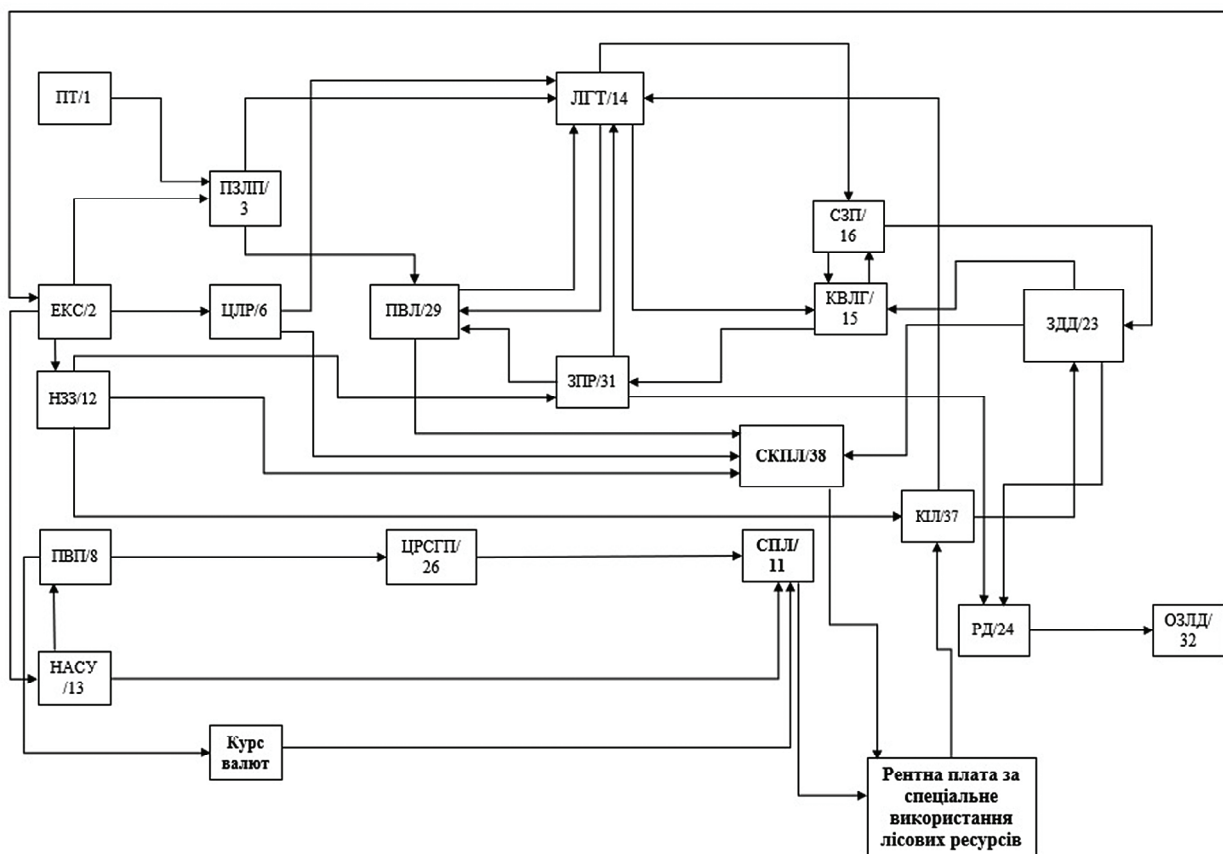 ПТ/1
ЛГТ/14
ПЗЛП/
3
СЗП/
16
ЕКС/2
ЦЛР/6
ПВЛ/29
КВЛГ/
15
ЗДД/23
НЗЗ/12
ЗПР/31
СКПЛ/38
КІЛ/37
ПВП/8
ЦРСГП/
26
СПЛ/
11
РД/24
ОЗЛД/
32
НАСУ
/13
Курс
валют
Рентна плата за
спеціальне
використання
лісових ресурсів